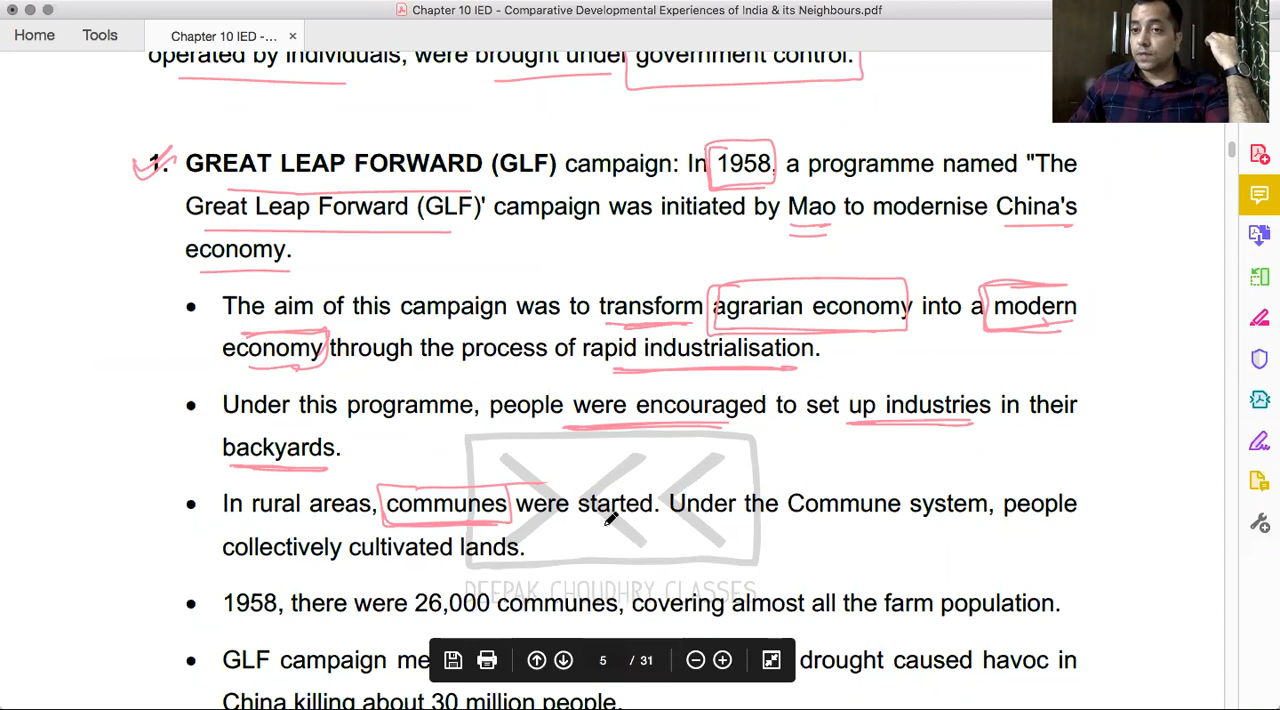 Chapter 10 IED - Comparative Developmental Experiences of India & its Neighbours.pdf
Home Tools Chapter 10 IED -... ×
operated by individuals, were brought under government control.
1. GREAT LEAP FORWARD (GLF) campaign: In 1958, a programme named "The
Great Leap Forward (GLF)' campaign was initiated by Mao to modernise China's
economy.
• The aim of this campaign was to transform agrarian economy into a modern
economy through the process of rapid industrialisation.
• Under this programme, people were encouraged to set up industries in their
backyards.
• In rural areas, communes were started. Under the Commune system, people
collectively cultivated lands.
DEEPAK CHOUDHRY CLASSES
• 1958, there were 26,000 communes, covering almost all the farm population.
• GLF campaign me drought caused havoc in
5 / 31
China killing about 30 million people.